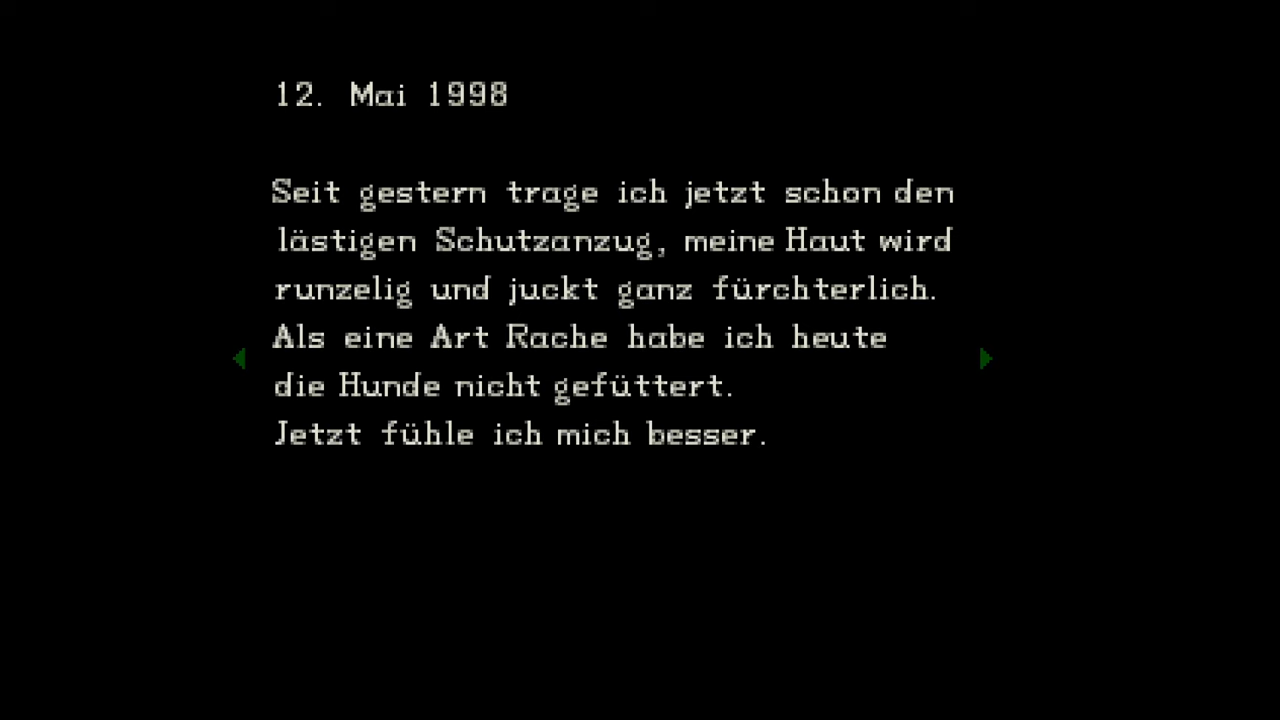 12. Mai 1998
Seit gestern trage ich jetzt schon den
lästigen Schutzanzug, meine Haut wird
runzelig und juckt ganz fürchterlich.
Als eine Art Rache habe ich heute
die Hunde nicht gefüttert.
Jetzt fühle ich mich besser.